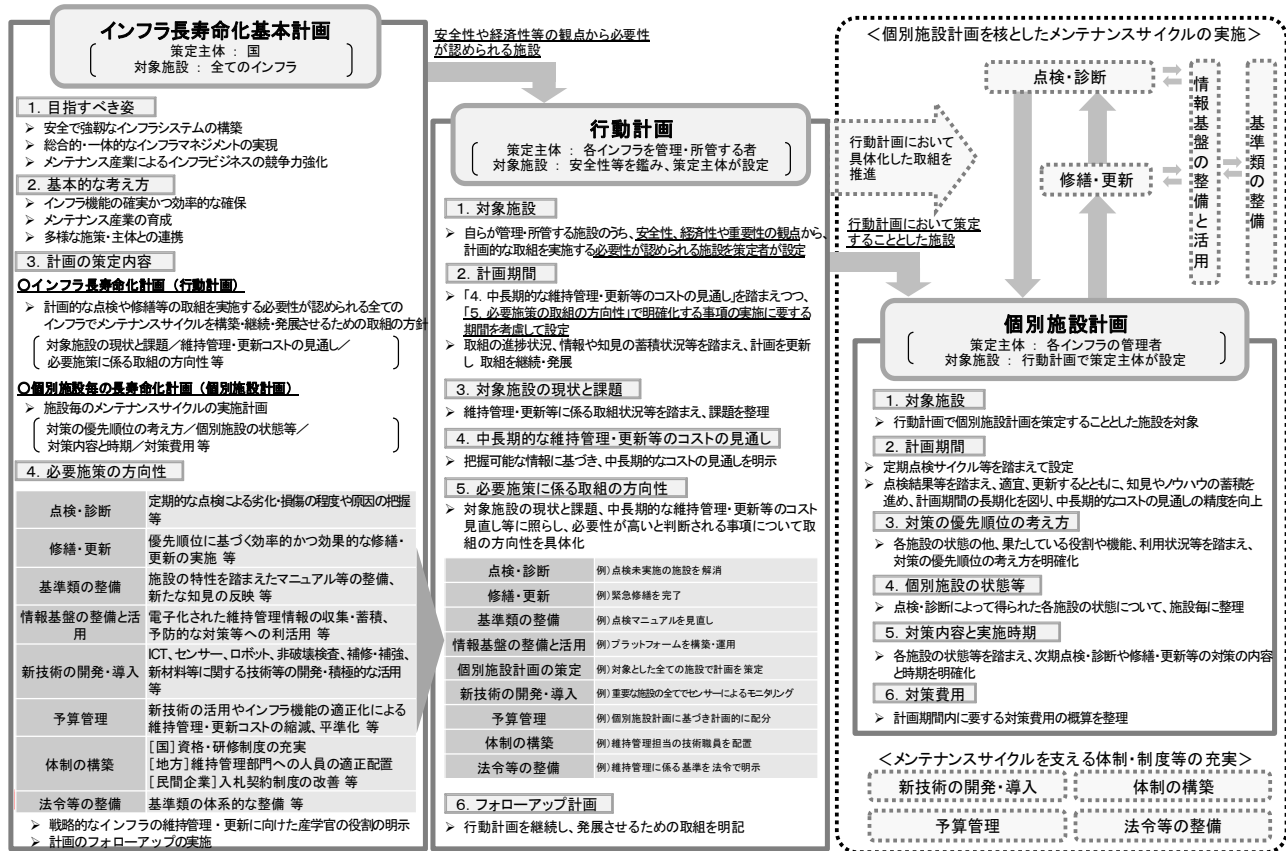 インフラ長寿命化基本計画
策定主体 : 国
対象施設 : 全てのインフラ
1. 目指すべき姿
➢ 安全で強靱なインフラシステムの構築
➢ 総合的・一体的なインフラマネジメントの実現
➢ メンテナンス産業によるインフラビジネスの競争力強化
2. 基本的な考え方
➢ インフラ機能の確実かつ効率的な確保
➢ メンテナンス産業の育成
➢ 多様な施策・主体との連携
3. 計画の策定内容
○インフラ長寿命化計画(行動計画)
➢ 計画的な点検や修繕等の取組を実施する必要性が認められる全ての
インフラでメンテナンスサイクルを構築・継続・発展させるための取組の方針
対象施設の現状と課題/維持管理・更新コストの見通し/
必要施策に係る取組の方向性 等
○個別施設毎の長寿命化計画(個別施設計画)
➢ 施設毎のメンテナンスサイクルの実施計画
対策の優先順位の考え方/個別施設の状態等/
対策内容と時期/対策費用 等
4. 必要施策の方向性
点検・診断
定期的な点検による劣化・損傷の程度や原因の把握
等
修繕・更新
優先順位に基づく効率的かつ効果的な修繕・
更新の実施 等
基準類の整備
施設の特性を踏まえたマニュアル等の整備、
新たな知見の反映 等
情報基盤の整備と活
用
電子化された維持管理情報の収集・蓄積、
予防的な対策等への利活用 等
新技術の開発・導入
ICT、センサー、ロボット、非破壊検査、補修・補強、
新材料等に関する技術等の開発・積極的な活用
等
予算管理
新技術の活用やインフラ機能の適正化による
維持管理・更新コストの縮減、平準化 等
体制の構築
[国]資格・研修制度の充実
[地方]維持管理部門への人員の適正配置
[民間企業]入札契約制度の改善 等
法令等の整備
基準類の体系的な整備 等
➢ 戦略的なインフラの維持管理・更新に向けた産学官の役割の明示
➢ 計画のフォローアップの実施
安全性や経済性等の観点から必要性
が認められる施設
行動計画
策定主体 : 各インフラを管理・所管する者
対象施設 : 安全性等を鑑み、策定主体が設定
1. 対象施設
➢ 自らが管理・所管する施設のうち、安全性、経済性や重要性の観点から、
計画的な取組を実施する必要性が認められる施設を策定者が設定
2. 計画期間
➢ 「4. 中長期的な維持管理・更新等のコストの見通し」を踏まえつつ、
「5. 必要施策の取組の方向性」で明確化する事項の実施に要する
期間を考慮して設定
➢ 取組の進捗状況、情報や知見の蓄積状況等を踏まえ、計画を更新
し 取組を継続・発展
3. 対象施設の現状と課題
➢ 維持管理・更新等に係る取組状況等を踏まえ、課題を整理
4. 中長期的な維持管理・更新等のコストの見通し
➢ 把握可能な情報に基づき、中長期的なコストの見通しを明示
5. 必要施策に係る取組の方向性
➢ 対象施設の現状と課題、中長期的な維持管理・更新等のコスト
見直し等に照らし、必要性が高いと判断される事項について取
組の方向性を具体化
点検・診断
例)点検未実施の施設を解消
修繕・更新
例)緊急修繕を完了
基準類の整備
例)点検マニュアルを見直し
情報基盤の整備と活用
例)プラットフォームを構築・運用
個別施設計画の策定
例)対象とした全ての施設で計画を策定
新技術の開発・導入
例)重要な施設の全てでセンサーによるモニタリング
予算管理
例)個別施設計画に基づき計画的に配分
体制の構築
例)維持管理担当の技術職員を配置
法令等の整備
例)維持管理に係る基準を法令で明示
6. フォローアップ計画
➢ 行動計画を継続し、発展させるための取組を明記
<個別施設計画を核としたメンテナンスサイクルの実施>
点検・診断
修繕・更新
情報基盤の整備と活用
基準類の整備
行動計画において
具体化した取組を
推進
行動計画において策定
することとした施設
個別施設計画
策定主体 : 各インフラの管理者
対象施設 : 行動計画で策定主体が設定
1. 対象施設
➢ 行動計画で個別施設計画を策定することとした施設を対象
2. 計画期間
➢ 定期点検サイクル等を踏まえて設定
➢ 点検結果等を踏まえ、適宜、更新するとともに、知見やノウハウの蓄積を
進め、計画期間の長期化を図り、中長期的なコストの見通しの精度を向上
3. 対策の優先順位の考え方
➢ 各施設の状態の他、果たしている役割や機能、利用状況等を踏まえ、
対策の優先順位の考え方を明確化
4. 個別施設の状態等
➢ 点検・診断によって得られた各施設の状態について、施設毎に整理
5. 対策内容と実施時期
➢ 各施設の状態等を踏まえ、次期点検・診断や修繕・更新等の対策の内容
と時期を明確化
6. 対策費用
➢ 計画期間内に要する対策費用の概算を整理
<メンテナンスサイクルを支える体制・制度等の充実>
新技術の開発・導入
体制の構築
予算管理
法令等の整備